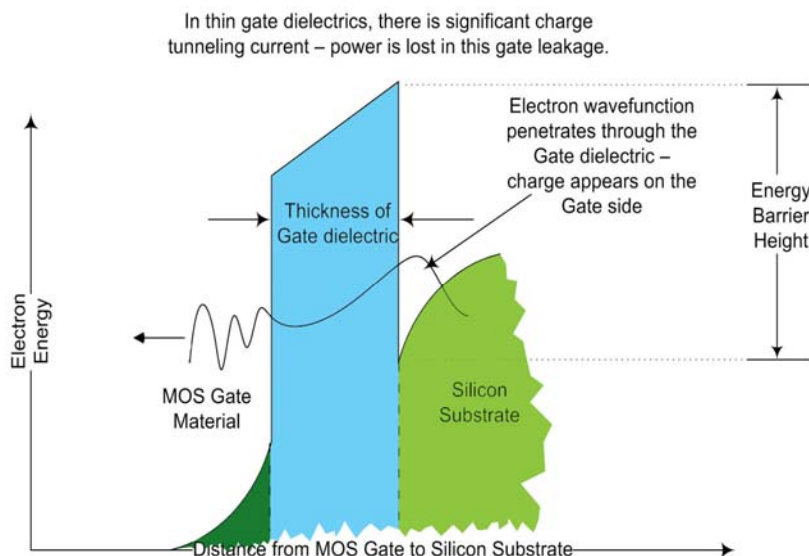 In thin gate dielectrics, there is significant charge
tunneling current – power is lost in this gate leakage.
Electron wavefunction
penetrates through the
Gate dielectric –
charge appears on the
Gate side
Energy
Barrier
Height
Thickness of
Gate dielectric
Electron
Energy
MOS Gate
Material
Silicon
Substrate
Distance from MOS Gate to Silicon Substrate